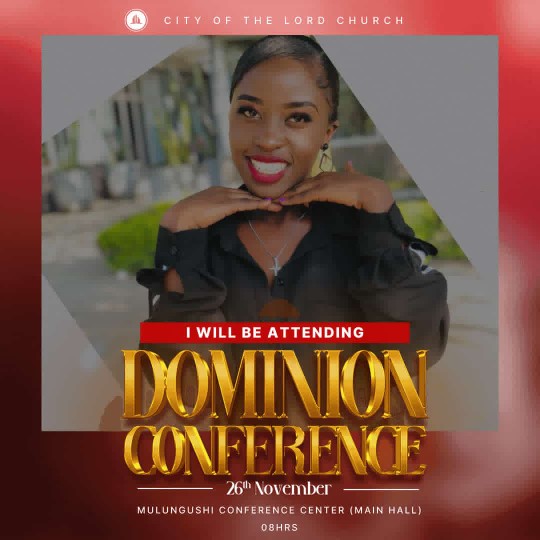 CITY OF THE LORD CHURCH
I WILL BE ATTENDING
DOMINION
CONFERENCE
26th November
MULUNGUSHI CONFERENCE CENTER (MAIN HALL)
08HRS